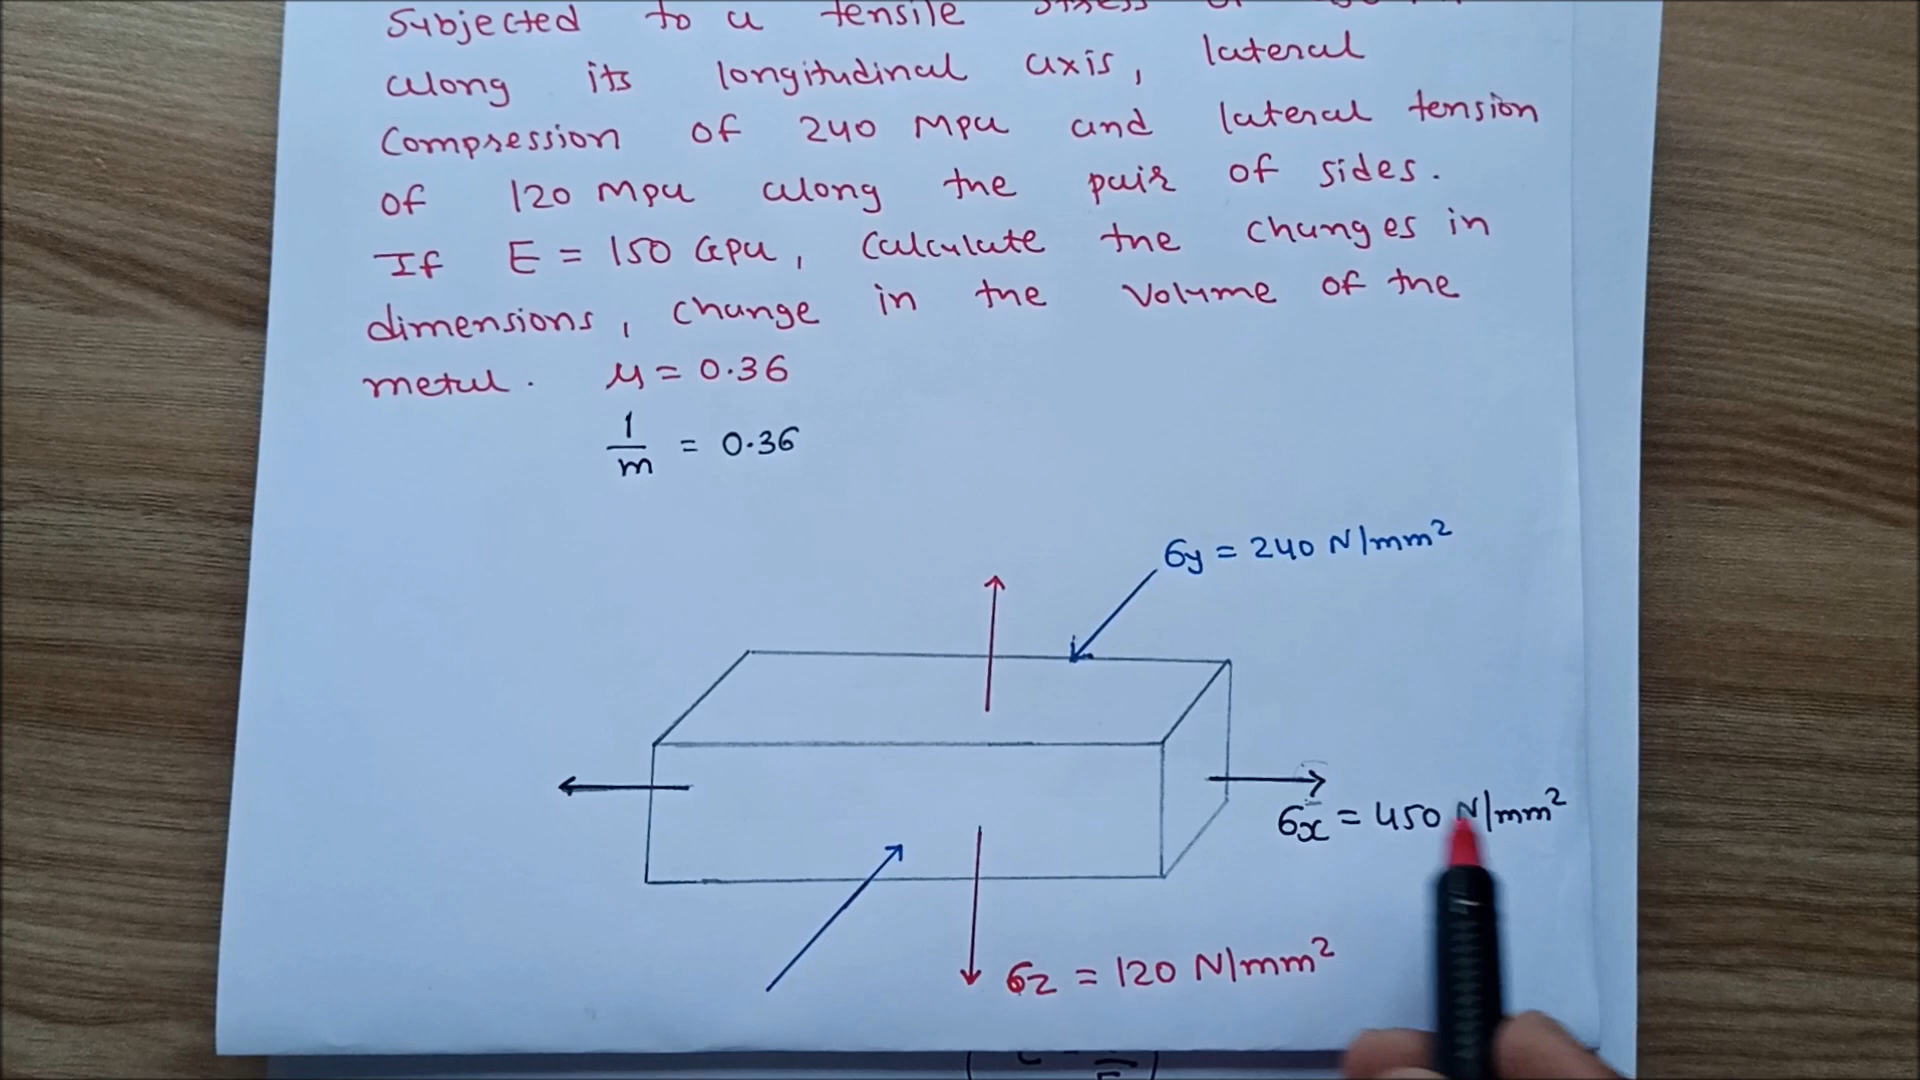 Subjected to a tensile stress of
along its longitudinal axis, lateral
Compression of 240 Mpa and lateral tension
of 120 Mpa along the pair of sides.
If E = 150 Gpa, Calculate the changes in
dimensions, change in the Volume of the
metal. μ = 0.36
1/m = 0.36
σy = 240 N/mm²
σx = 450 N/mm²
σz = 120 N/mm²